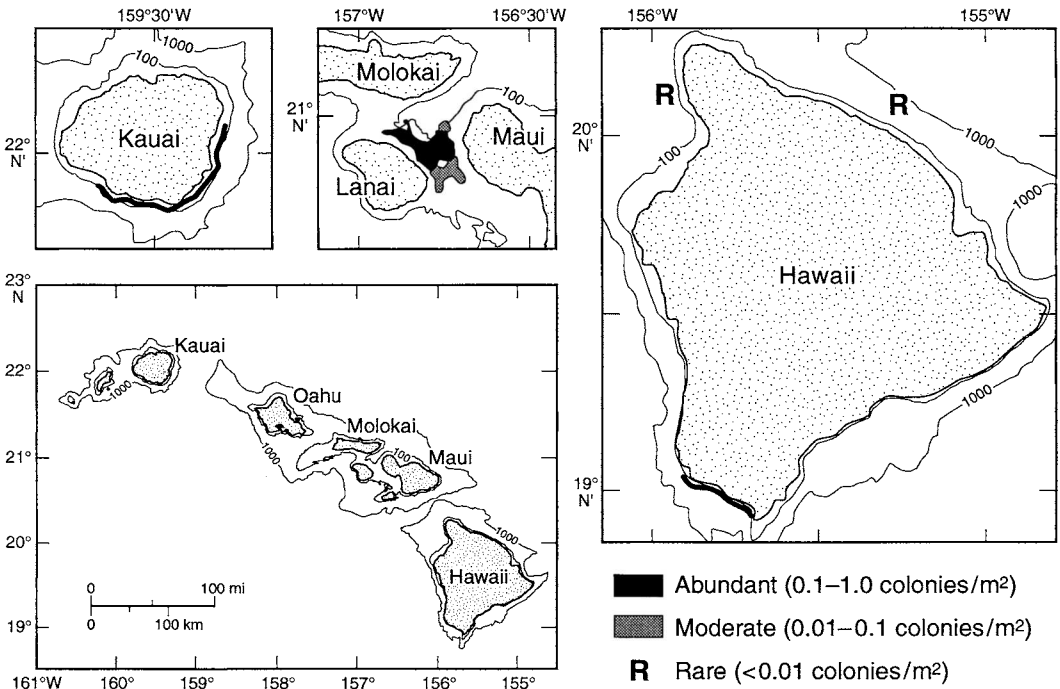 159°30'W
1000
100
Kauai
22°
N'
157°W
156°30'W
Molokai
100
21°
N'
Maui
Lanai
156°W
155°W
R
R
1000
20°
N'
100
1000
Hawaii
1000
19°
N'
23°
N
22°
21°
20°
19°
Kauai
1000
Oahu
Molokai
100
Maui
1000
1000
Hawaii
0 100 mi
0 100 km
161°W 160° 159° 158° 157° 156° 155°
Abundant (0.1–1.0 colonies/m²)
Moderate (0.01–0.1 colonies/m²)
R Rare (<0.01 colonies/m²)